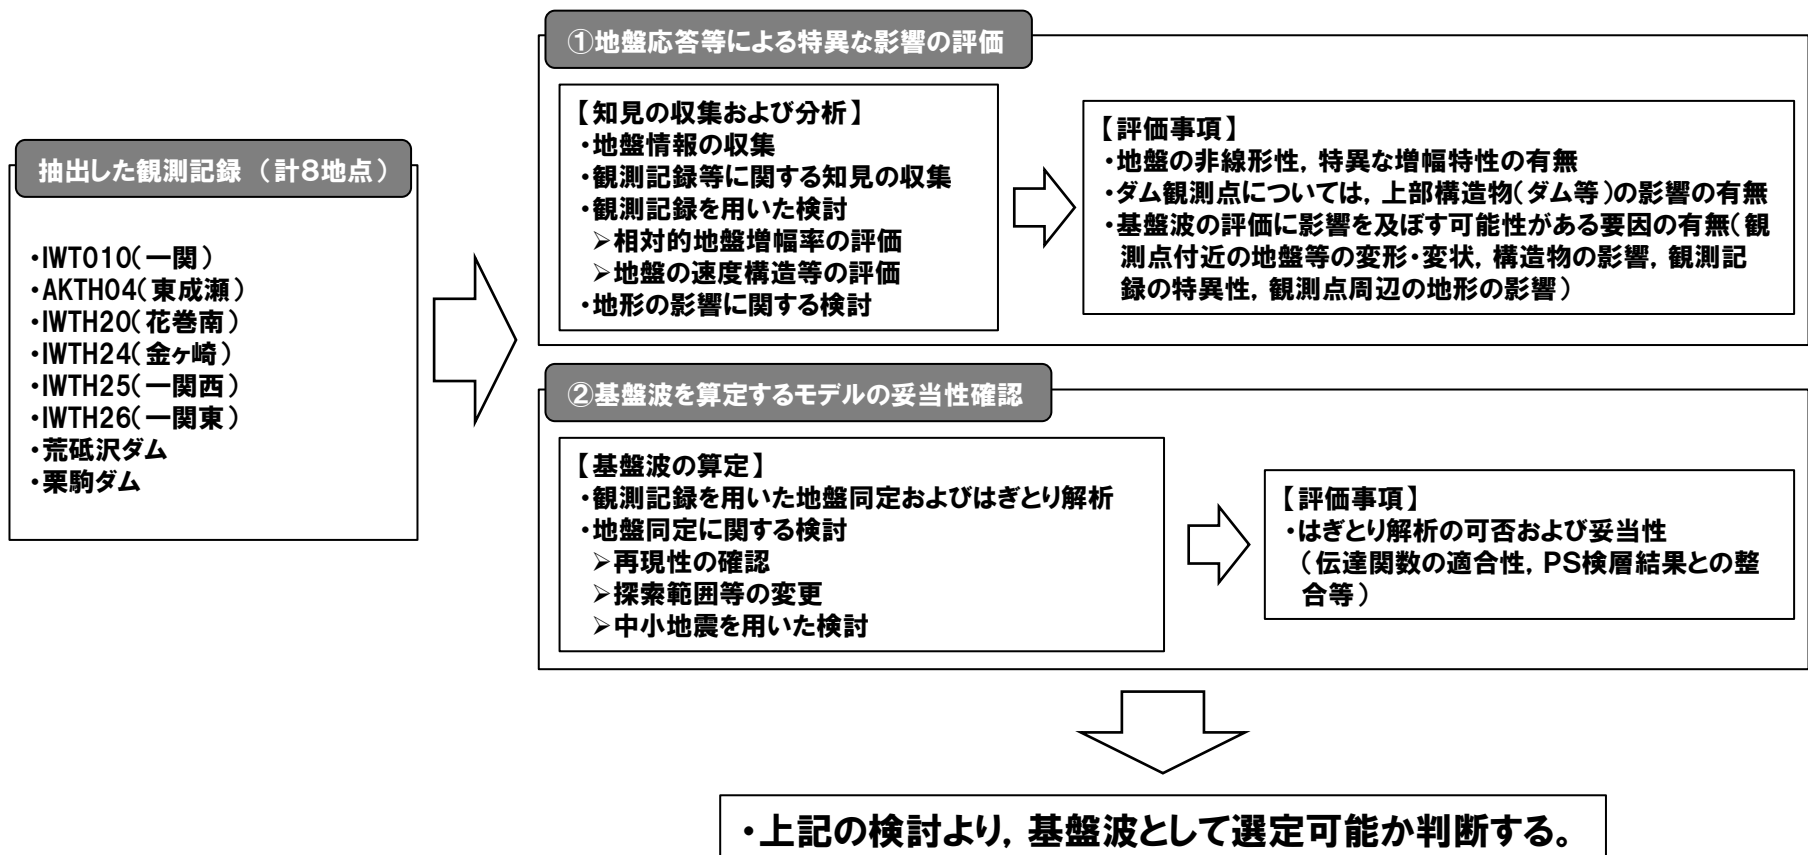 抽出した観測記録（計8地点）
・IWT010(一関)
・AKTH04(東成瀬)
・IWTH20(花巻南)
・IWTH24(金ヶ崎)
・IWTH25(一関西)
・IWTH26(一関東)
・荒砥沢ダム
・栗駒ダム
①地盤応答等による特異な影響の評価
【知見の収集および分析】
・地盤情報の収集
・観測記録等に関する知見の収集
・観測記録を用いた検討
➢相対的地盤増幅率の評価
➢地盤の速度構造等の評価
・地形の影響に関する検討
【評価事項】
・地盤の非線形性，特異な増幅特性の有無
・ダム観測点については，上部構造物(ダム等)の影響の有無
・基盤波の評価に影響を及ぼす可能性がある要因の有無(観
測点付近の地盤等の変形・変状，構造物の影響，観測記
録の特異性，観測点周辺の地形の影響)
②基盤波を算定するモデルの妥当性確認
【基盤波の算定】
・観測記録を用いた地盤同定およびはぎとり解析
・地盤同定に関する検討
➢再現性の確認
➢探索範囲等の変更
➢中小地震を用いた検討
【評価事項】
・はぎとり解析の可否および妥当性
（伝達関数の適合性，PS検層結果との整
合等）
・上記の検討より，基盤波として選定可能か判断する。